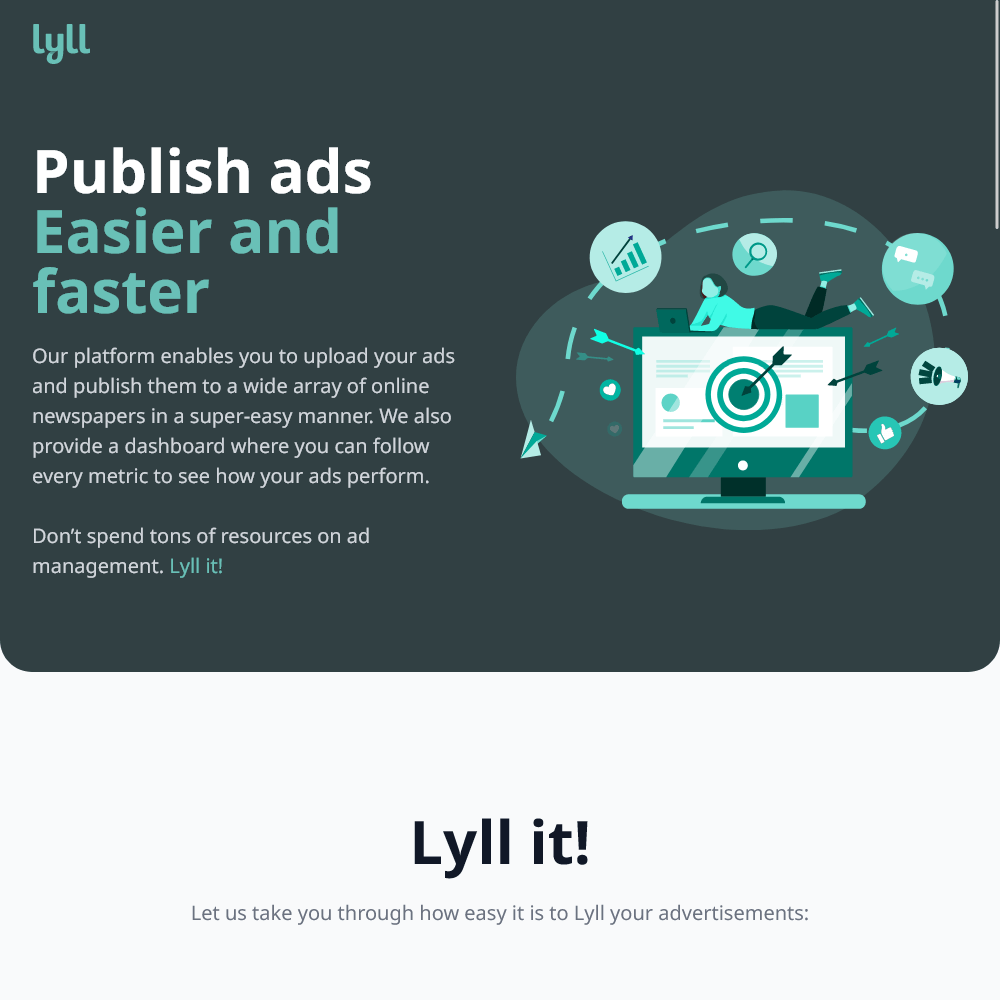 lyll
Publish ads
Easier and
faster
Our platform enables you to upload your ads
and publish them to a wide array of online
newspapers in a super-easy manner. We also
provide a dashboard where you can follow
every metric to see how your ads perform.
Don’t spend tons of resources on ad
management. Lyll it!
Lyll it!
Let us take you through how easy it is to Lyll your advertisements: